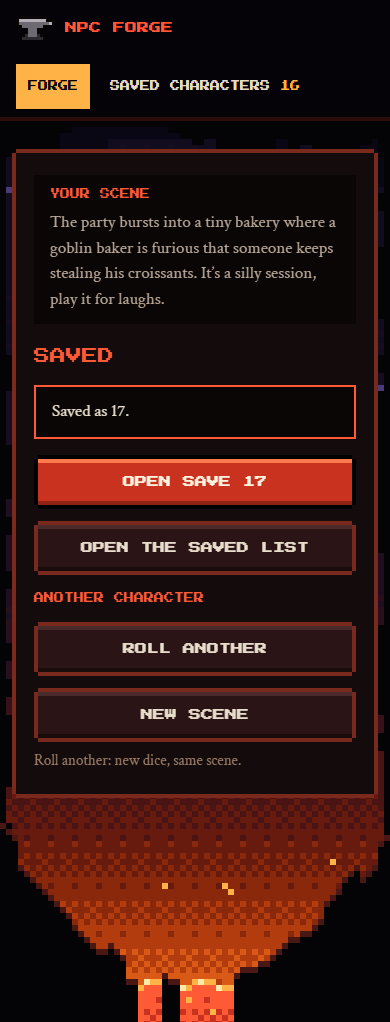 NPC FORGE
FORGE
SAVED CHARACTERS 16
YOUR SCENE
The party bursts into a tiny bakery where a
goblin baker is furious that someone keeps
stealing his croissants. It's a silly session,
play it for laughs.
SAVED
Saved as 17.
OPEN SAVE 17
OPEN THE SAVED LIST
ANOTHER CHARACTER
ROLL ANOTHER
NEW SCENE
Roll another: new dice, same scene.